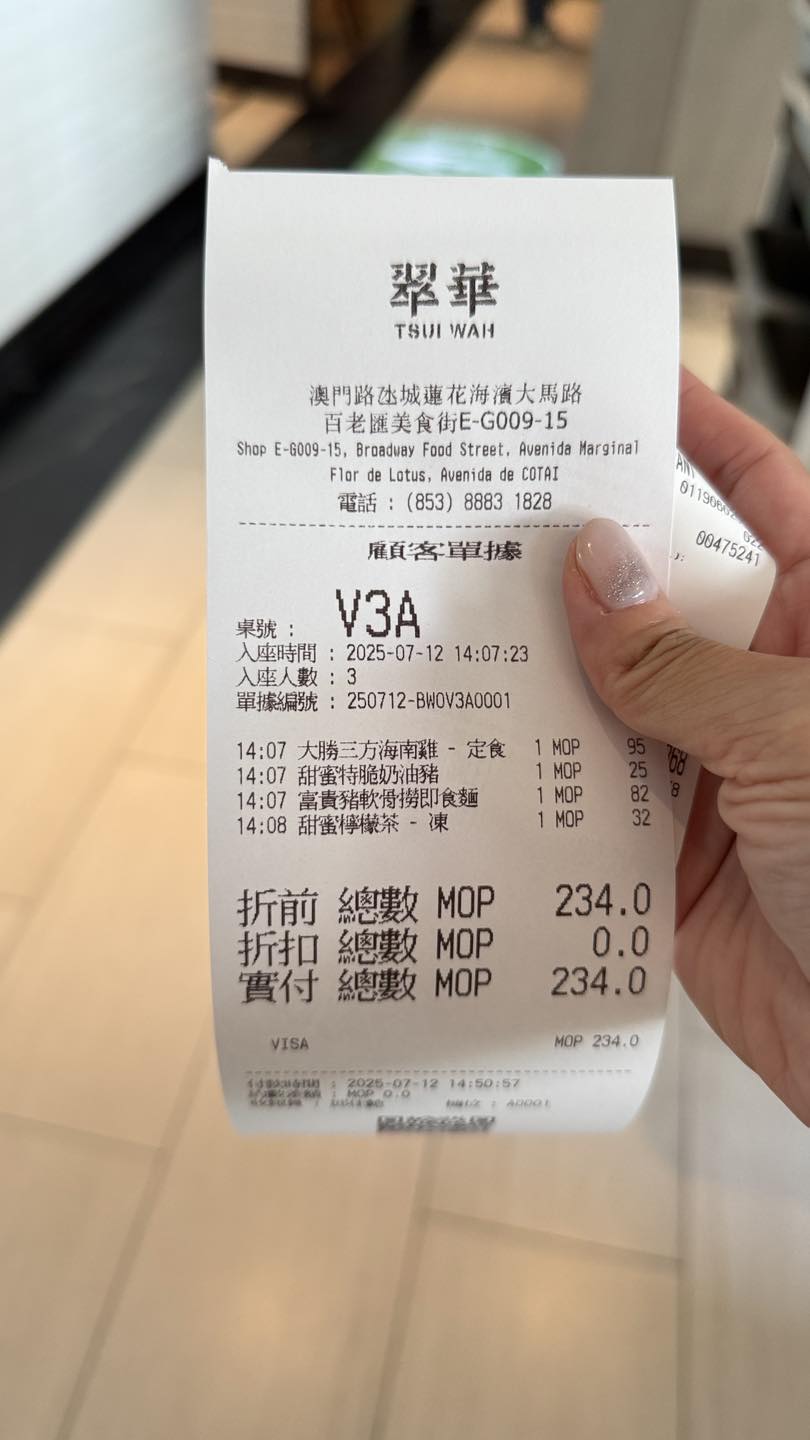 翠華
TSUI WAH
澳門路氹城蓮花海濱大馬路
百老匯美食街E-G009-15
Shop E-G009-15, Broadway Food Street, Avenida Marginal
Flor de Lotus, Avenida de COTAI
電話 : (853) 8883 1828
顧客單據
桌號 : V3A
入座時間 : 2025-07-12 14:07:23
入座人數 : 3
單據編號 : 250712-BWOV3A0001
14:07 大勝三方海南雞 - 定食 1 MOP 95
14:07 甜蜜特脆奶油豬 1 MOP 25
14:07 富貴豬軟骨撈即食麵 1 MOP 82
14:08 甜蜜檸檬茶 - 凍 1 MOP 32
折前 總數 MOP 234.0
折扣 總數 MOP 0.0
實付 總數 MOP 234.0
VISA MOP 234.0
付款時間 : 2025-07-12 14:50:57
: MOP 0.0
: A0001
00475241